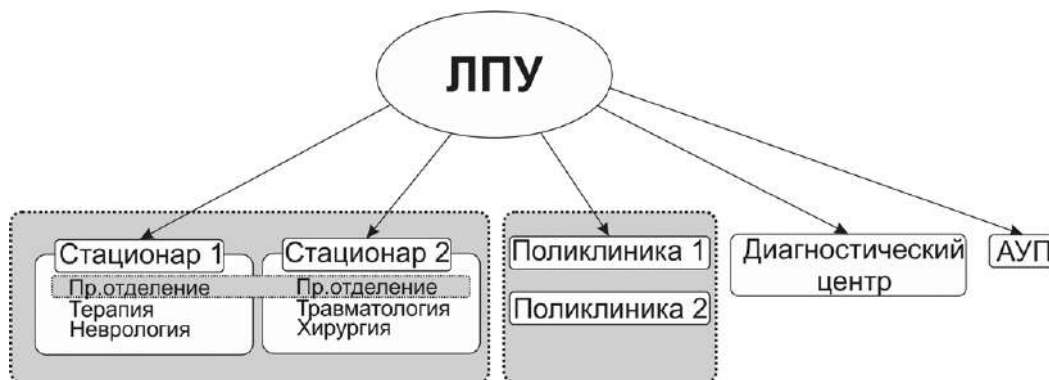 ЛПУ
Стационар 1
Пр.отделение
Терапия
Неврология
Стационар 2
Пр.отделение
Травматология
Хирургия
Поликлиника 1
Поликлиника 2
Диагностический
центр
АУП